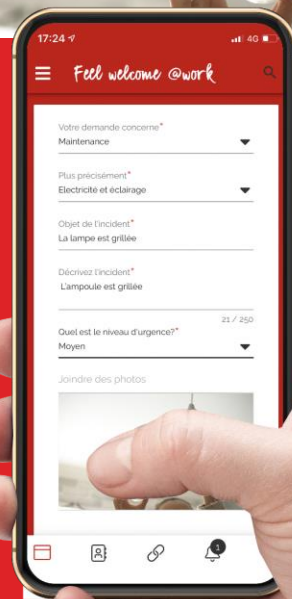 17:24
4G
Feel welcome @work
Votre demande concerne*
Maintenance
Plus précisément*
Electricité et éclairage
Objet de l'incident*
La lampe est grillée
Décrivez l'incident*
L'ampoule est grillée
21 / 250
Quel est le niveau d'urgence?*
Moyen
Joindre des photos
1